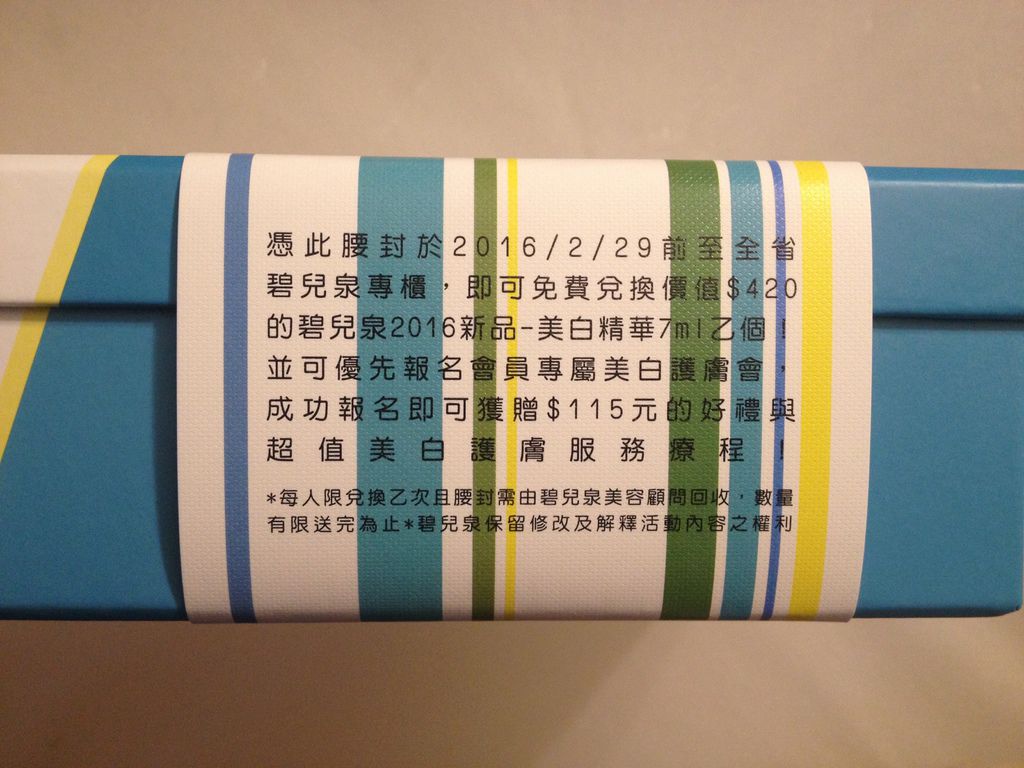 憑此腰封於2016/2/29前至全省
碧兒泉專櫃，即可免費兌換價值$420
的碧兒泉2016新品-美白精華7ml乙個！
並可優先報名會員專屬美白護膚會，
成功報名即可獲贈$115元的好禮與
超值美白護膚服務療程！
*每人限兌換乙次且腰封需由碧兒泉美容顧問回收，數量
有限送完為止*碧兒泉保留修改及解釋活動內容之權利